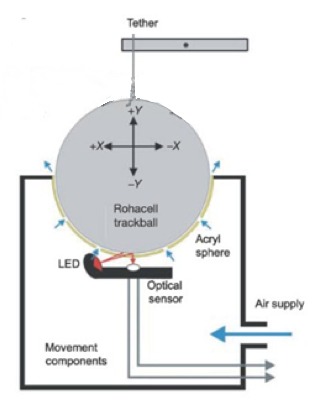 Tether
+Y
+X
–X
–Y
Rohacell
trackball
Acryl
sphere
LED
Optical
sensor
Air supply
Movement
components